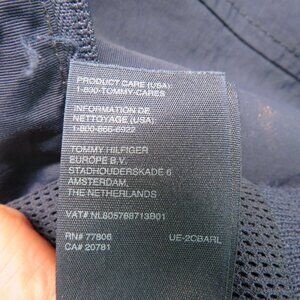 PRODUCT CARE (USA):
1-800-TOMMY-CARES
INFORMATION DE
NETTOYAGE (USA):
1-800-866-6922
TOMMY HILFIGER
EUROPE B.V.
STADHOUDERSKADE 6
AMSTERDAM,
THE NETHERLANDS
VAT# NL805768713B01
RN# 77806 UE-2CBARL
CA# 20781